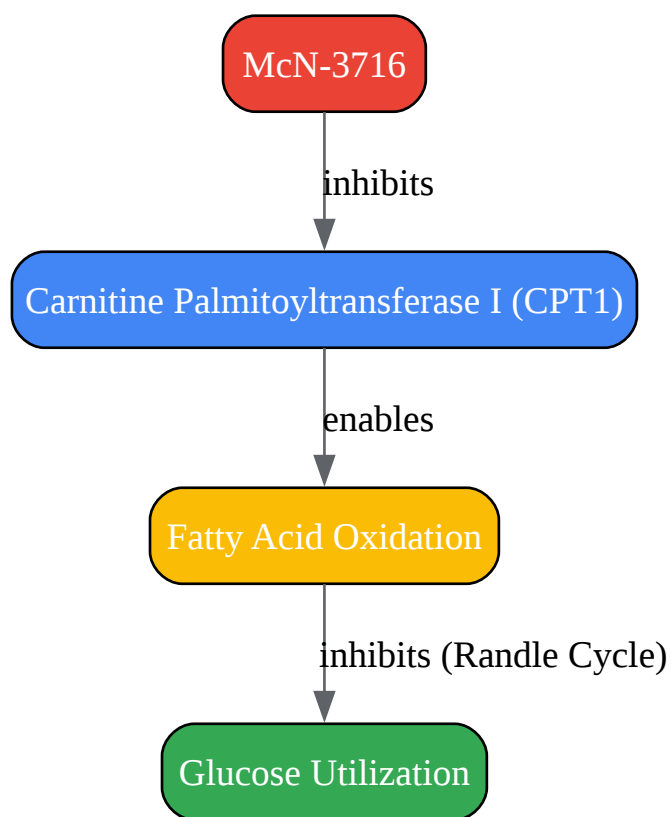 McN-3716
inhibits
Carnitine Palmitoyltransferase I (CPT1)
enables
Fatty Acid Oxidation
inhibits (Randle Cycle)
Glucose Utilization